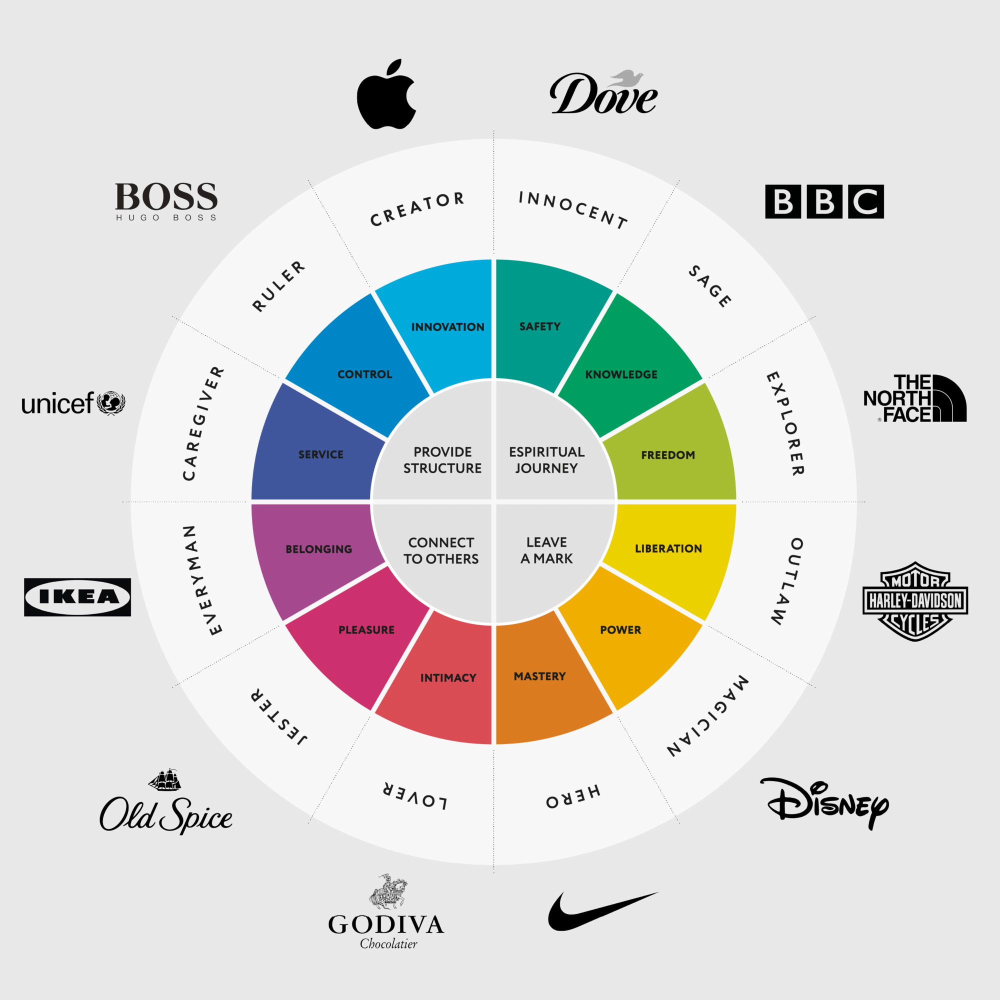 Dove
BOSS
HUGO BOSS
BBC
unicef
THE
NORTH
FACE
®
IKEA
MOTOR
HARLEY-DAVIDSON
CYCLES
Old Spice
DISNEY
GODIVA
Chocolatier
CREATOR
INNOCENT
RULER
SAGE
CAREGIVER
EXPLORER
EVERYMAN
OUTLAW
JESTER
MAGICIAN
LOVER
HERO
INNOVATION
SAFETY
CONTROL
KNOWLEDGE
SERVICE
FREEDOM
BELONGING
LIBERATION
PLEASURE
POWER
INTIMACY
MASTERY
PROVIDE
STRUCTURE
ESPIRITUAL
JOURNEY
CONNECT
TO OTHERS
LEAVE
A MARK